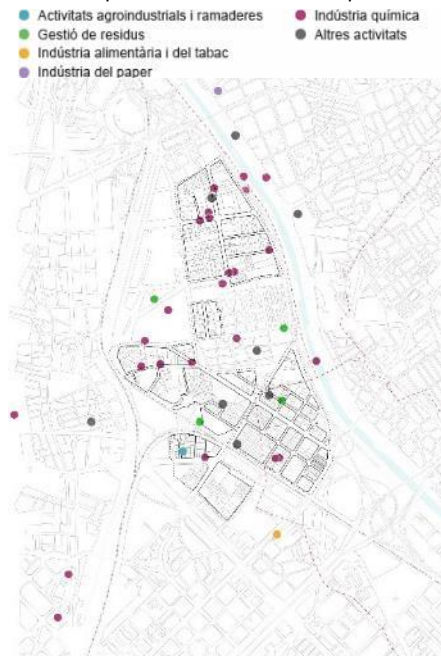 Activitats agroindustrials i ramaderes
Gestió de residus
Indústria alimentària i del tabac
Indústria del paper
Indústria química
Altres activitats